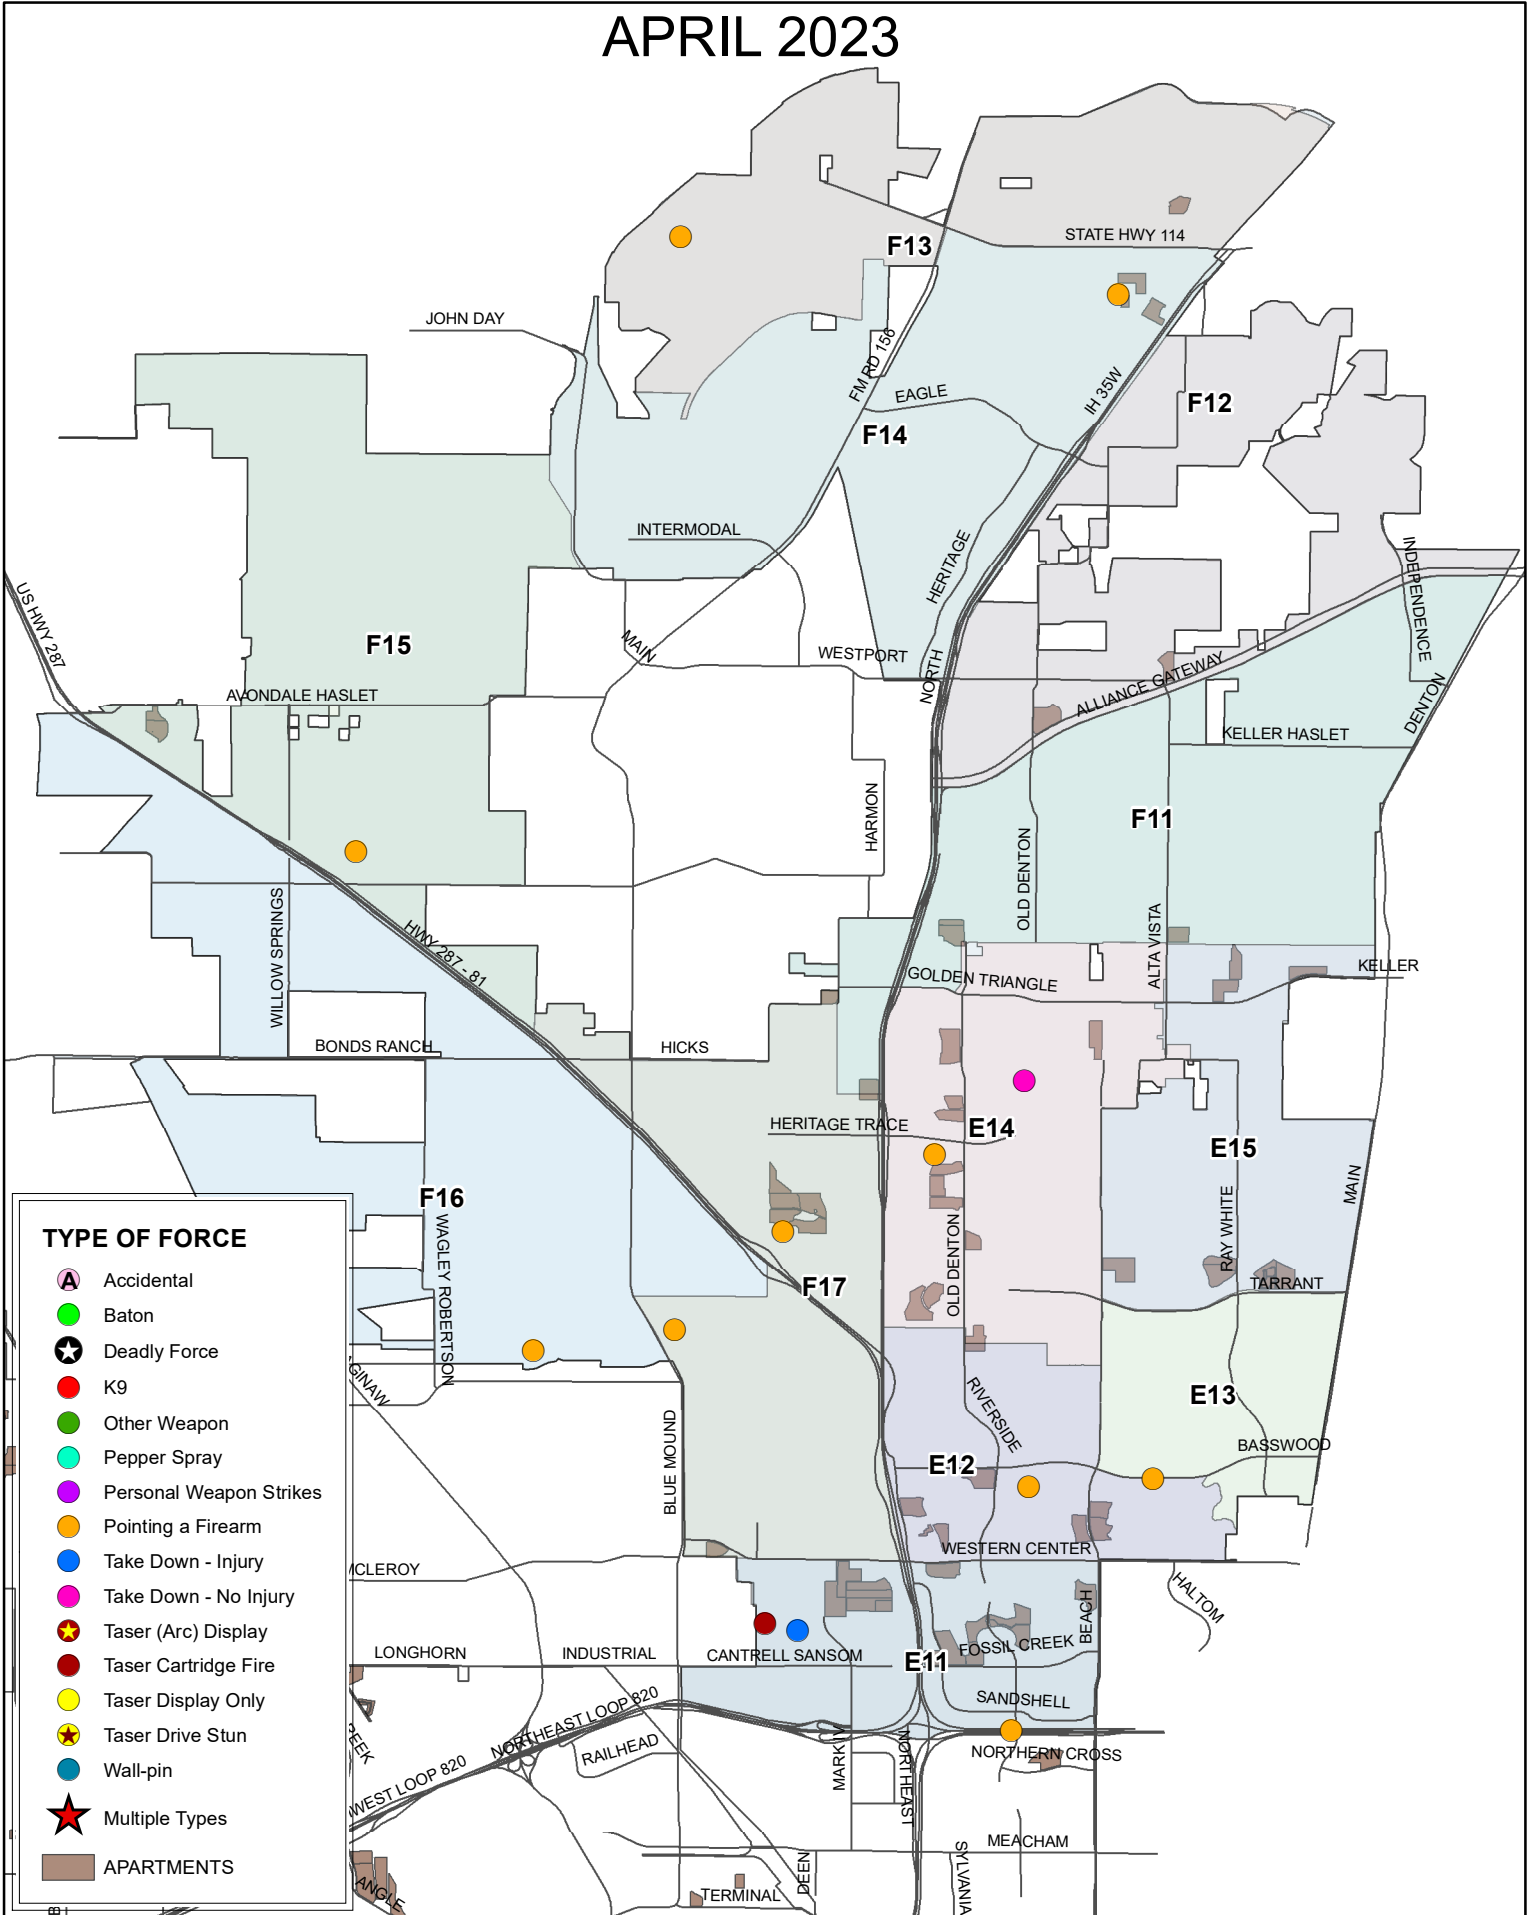 APRIL 2023
STATE HWY 114
F13
JOHN DAY
FM RD 156
EAGLE
IH 35W
F12
F14
INTERMODAL
HERITAGE
INDEPENDENCE
US HWY 287
F15
MAIN
WESTPORT
NORTH
ALLIANCE GATEWAY
AVONDALE HASLET
DENTON
KELLER HASLET
HARMON
F11
OLD DENTON
WILLOW SPRINGS
HWY 287 - 81
ALTA VISTA
KELLER
GOLDEN TRIANGLE
BONDS RANCH
HICKS
HERITAGE TRACE
E14
E15
MAIN
F16
WAGLEY ROBERTSON
OLD DENTON
RAY WHITE
TARRANT
F17
TYPE OF FORCE
A Accidental
Baton
Deadly Force
K9
Other Weapon
Pepper Spray
Personal Weapon Strikes
Pointing a Firearm
Take Down - Injury
Take Down - No Injury
Taser (Arc) Display
Taser Cartridge Fire
Taser Display Only
Taser Drive Stun
Wall-pin
Multiple Types
APARTMENTS
GINAW
RIVERSIDE
E13
BLUE MOUND
BASSWOOD
E12
WESTERN CENTER
MCLEROY
HALTOM
BEACH
LONGHORN
INDUSTRIAL
CANTRELL SANSOM
FOSSIL CREEK
E11
SANDSHELL
NORTHEAST LOOP 820
REEK
RAILHEAD
MARK IV
NORTHEAST
NORTHERN CROSS
WEST LOOP 820
MEACHAM
SYLVANIA
DEEN
TERMINAL
ANGLE
B